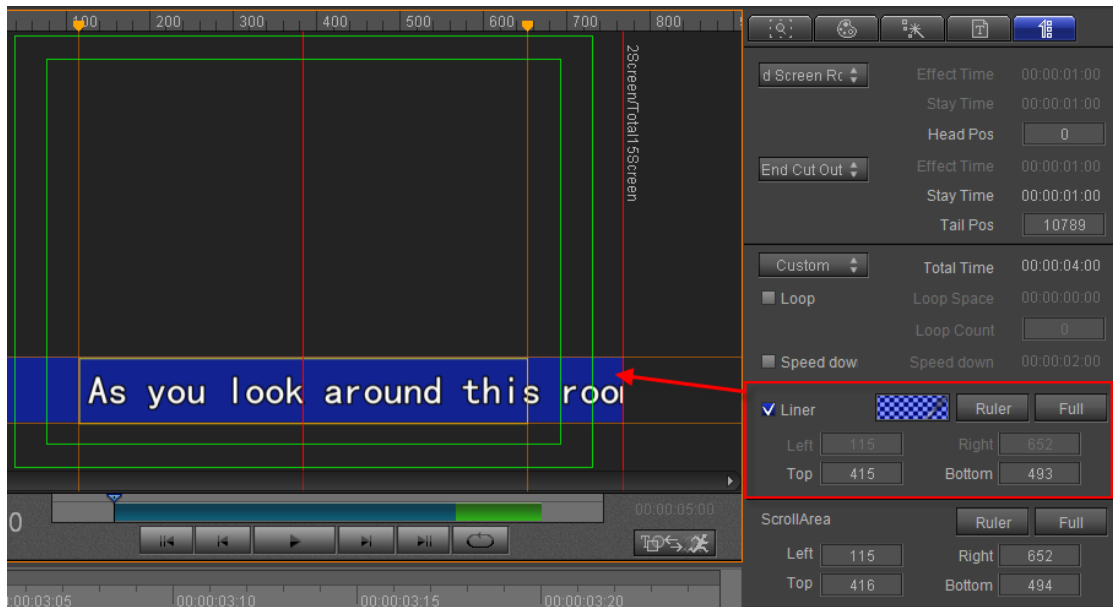 100 200 300 400 500 600 700 800
2Screen/Total15Screen
As you look around this room
00:00:05:00
00:00:03:05 00:00:03:10 00:00:03:15 00:00:03:20
d Screen Rc Effect Time 00:00:01:00
Stay Time 00:00:01:00
Head Pos 0
End Cut Out Effect Time 00:00:01:00
Stay Time 00:00:01:00
Tail Pos 10789
Custom Total Time 00:00:04:00
Loop Loop Space 00:00:00:00
Loop Count 0
Speed dow Speed down 00:00:02:00
Liner Ruler Full
Left 115 Right 652
Top 415 Bottom 493
ScrollArea Ruler Full
Left 115 Right 652
Top 416 Bottom 494